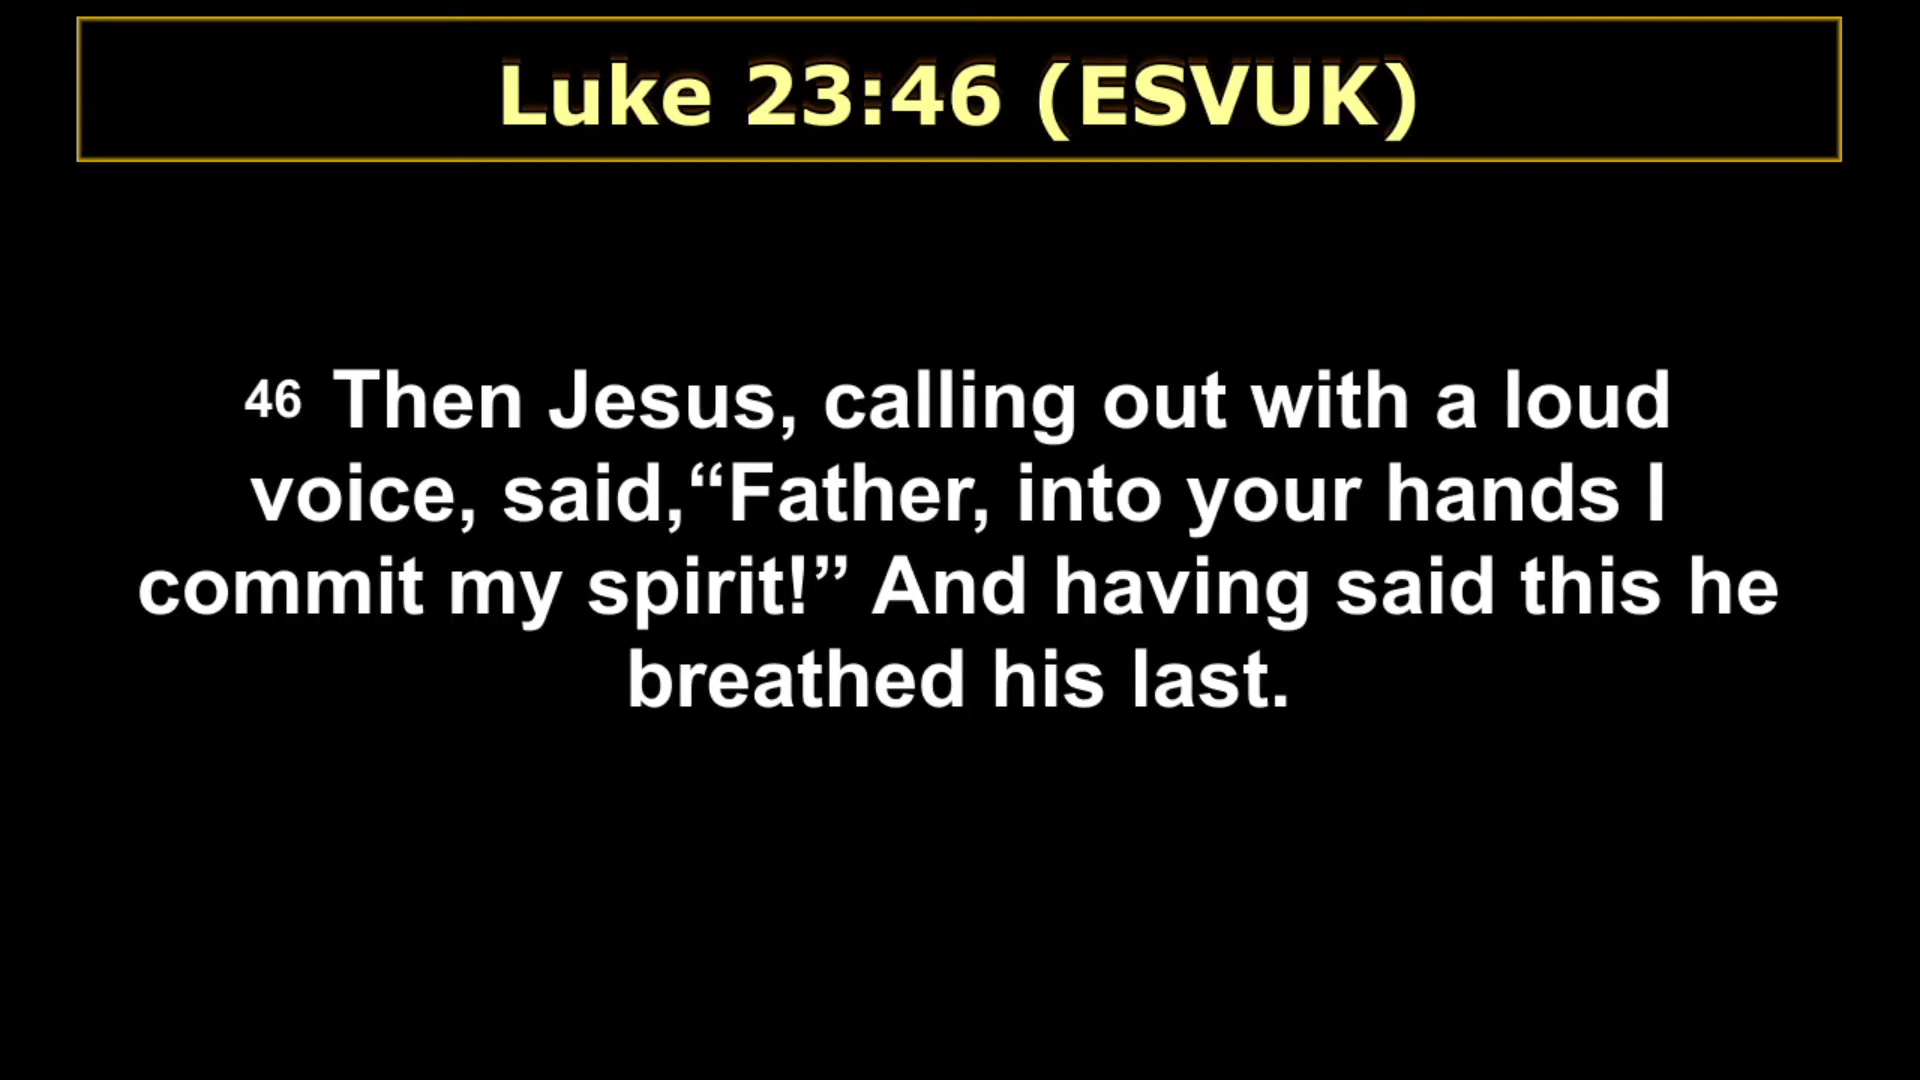 Luke 23:46 (ESVUK)
46 Then Jesus, calling out with a loud
voice, said,“Father, into your hands I
commit my spirit!” And having said this he
breathed his last.